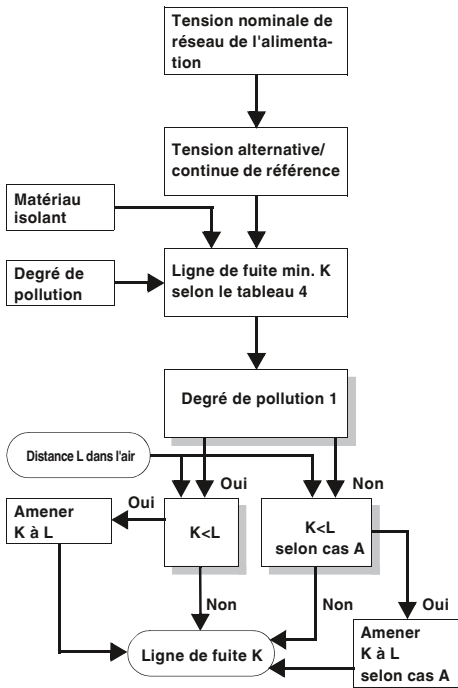 Tension nominale de
réseau de l'alimenta-
tion
Tension alternative/
continue de référence
Matériau
isolant
Ligne de fuite min. K
selon le tableau 4
Degré de
pollution
Degré de pollution 1
Distance L dans l'air
Oui
Non
Amener
K à L
Oui
K<L
K<L
selon cas A
Non
Non
Oui
Ligne de fuite K
Amener
K à L
selon cas A